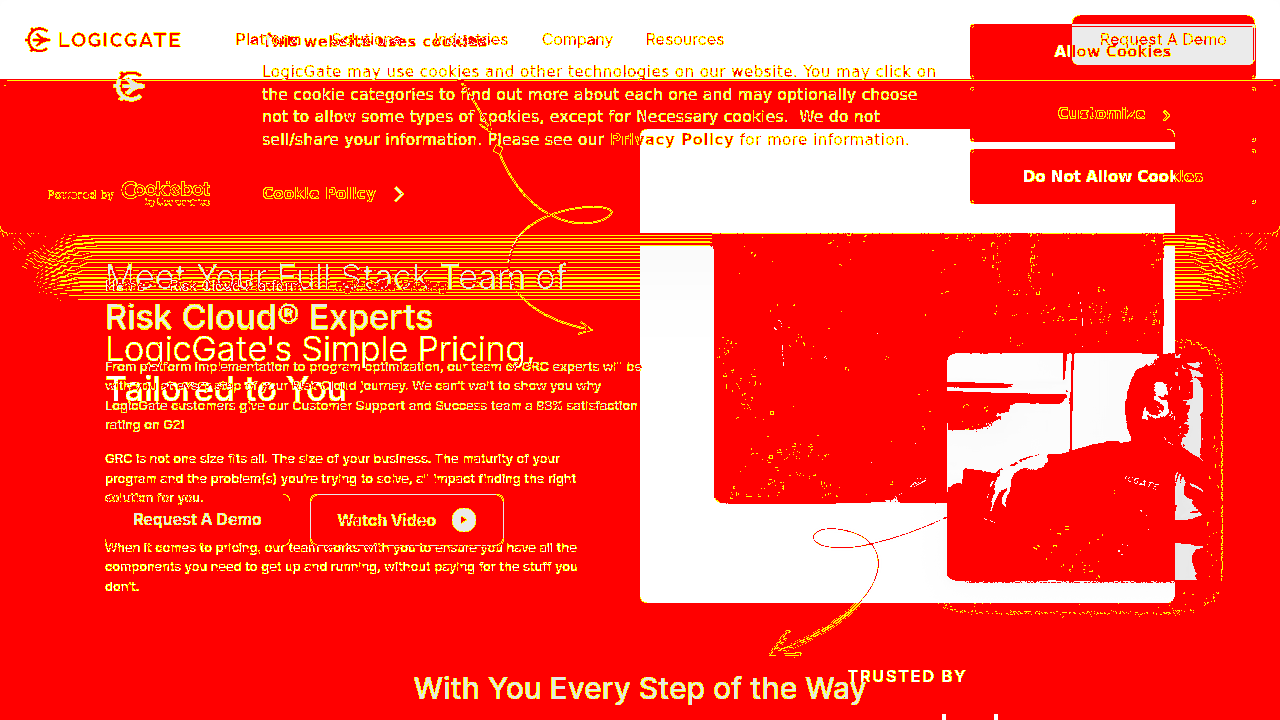 LOGICGATE
Company
Resources
Request A Demo
This website uses cookies
Allow Cookies
LogicGate may use cookies and other technologies on our website. You may click on
the cookie categories to find out more about each one and may optionally choose
not to allow some types of cookies, except for Necessary cookies. We do not
sell/share your information. Please see our Privacy Policy for more information.
Customize
Do Not Allow Cookies
Powered by Cookiebot
Cookie Policy
Meet Your Full Stack Team of
Risk Cloud® Experts
LogicGate's Simple Pricing,
Tailored to You
From platform implementation to program optimization, our team of GRC experts will be
with you at every step of your Risk Cloud journey. We can't wait to show you why
LogicGate customers give our Customer Support and Success team a satisfaction
rating on G2!
GRC is not one size fits all. The size of your business. The maturity of your
program and the problem(s) you're trying to solve, all impact finding the right
solution for you.
Request A Demo
Watch Video
When it comes to pricing, our team works with you to ensure you have all the
components you need to get up and running, without paying for the stuff you
don't.
TRUSTED BY
With You Every Step of the Way